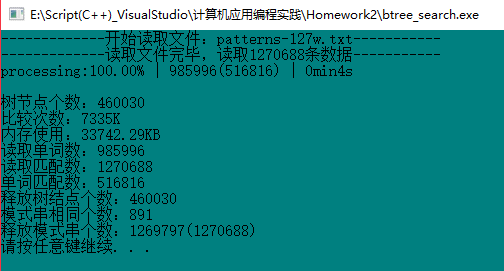 E:\Script(C++)_VisualStudio\计算机应用编程实践\Homework2\btree_search.exe
-------------开始读取文件：patterns-127w.txt-----------
-------------读取文件完毕，读取1270688条数据-----------
processing:100.00% | 985996(516816) | 0min4s
树节点个数：460030
比较次数：7335K
内存使用：33742.29KB
读取单词数：985996
读取匹配数：1270688
单词匹配数：516816
释放树结点个数：460030
模式串相同个数：891
释放模式串个数：1269797(1270688)
请按任意键继续. . .